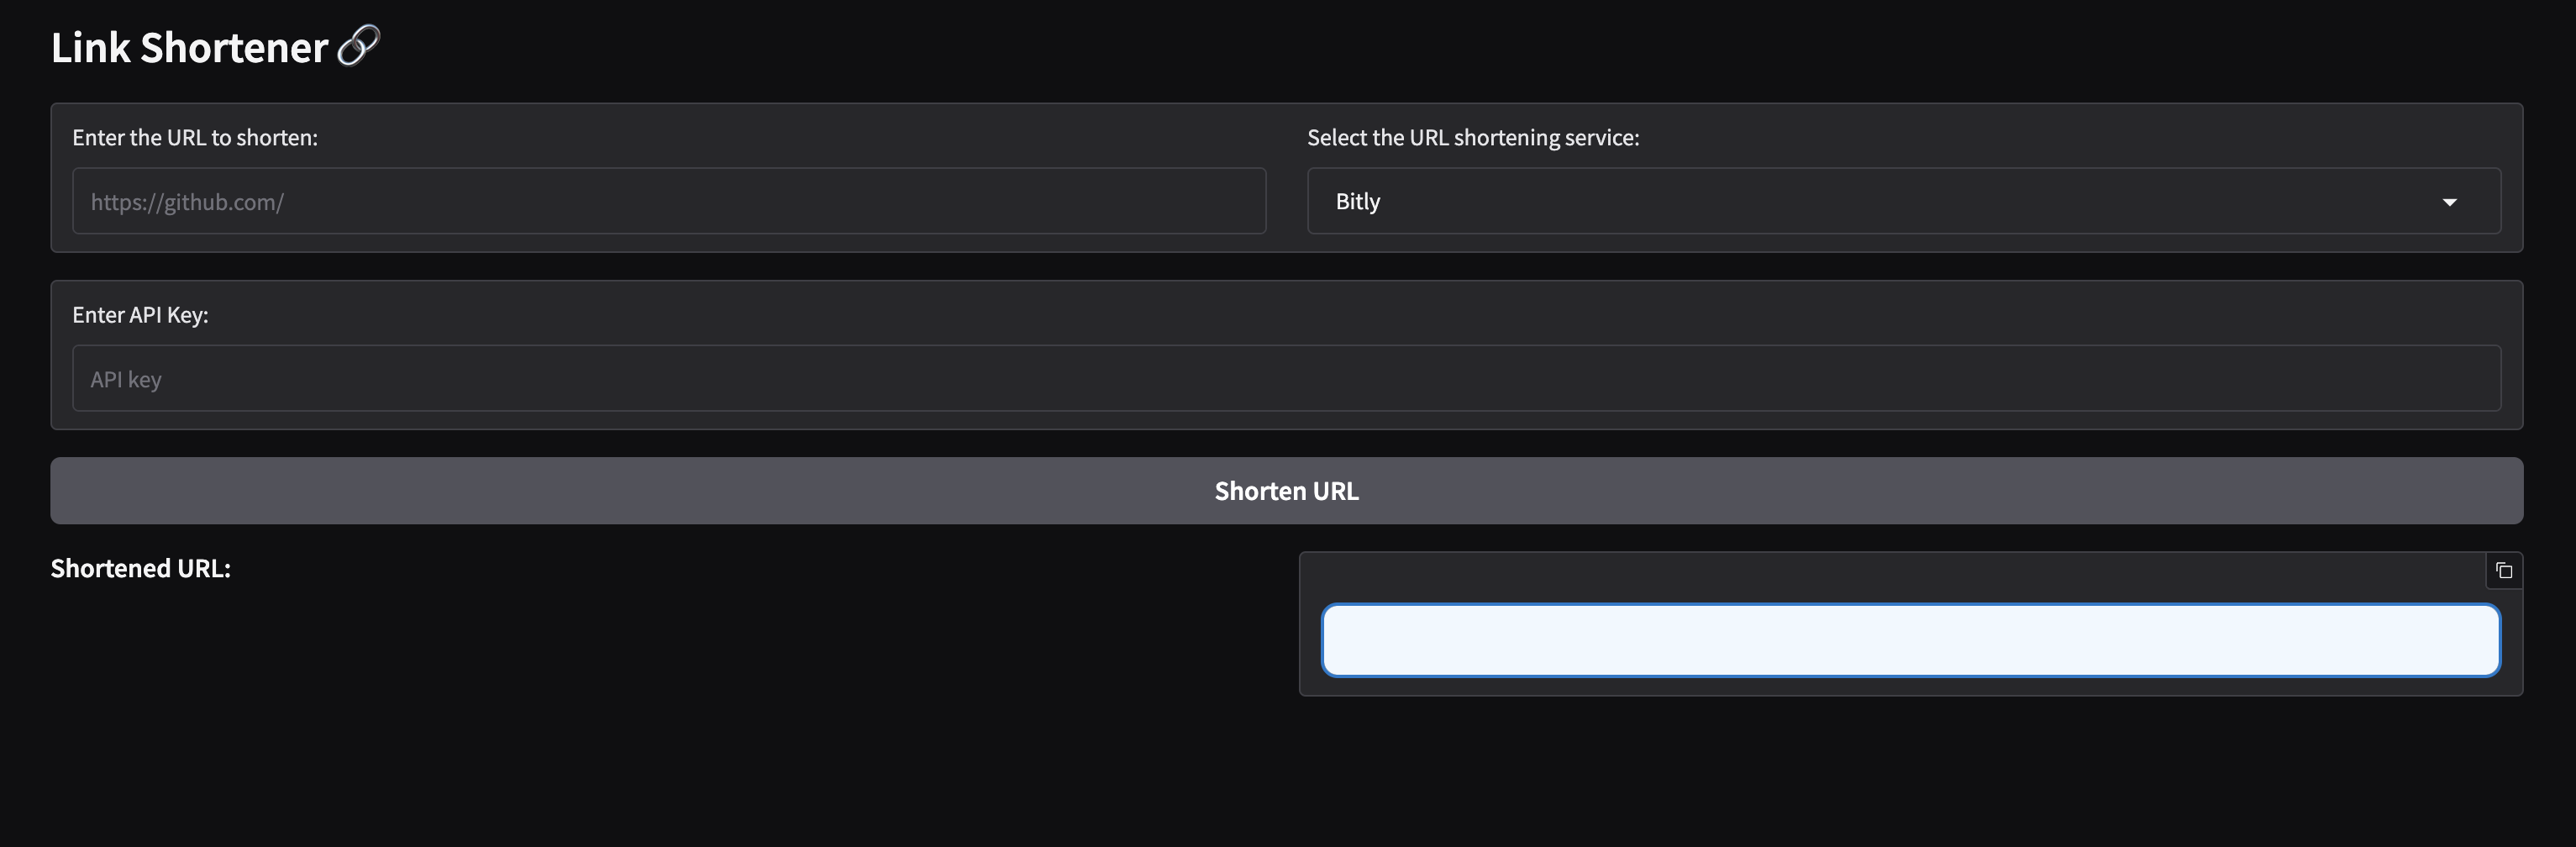 Link Shortener 🔗
Enter the URL to shorten:
https://github.com/
Select the URL shortening service:
Bitly
Enter API Key:
API key
Shorten URL
Shortened URL: